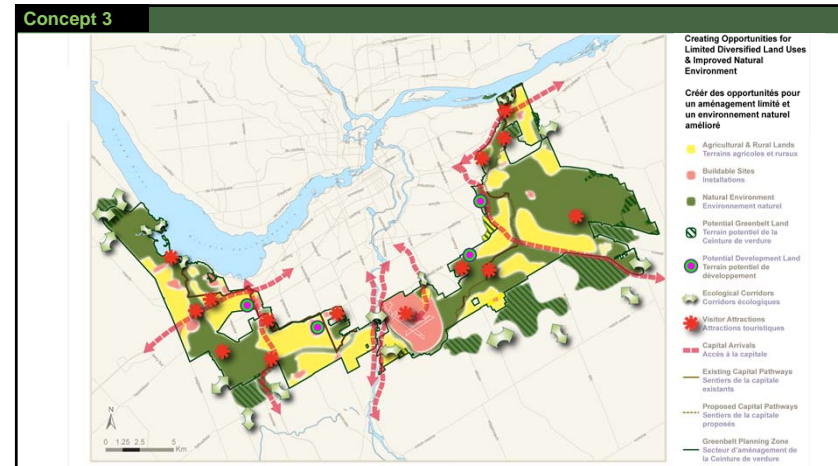 Concept 3
Creating Opportunities for
Limited Diversified Land Uses
& Improved Natural
Environment
Créér des opportunités pour
un aménagement limité et
un environnement naturel
amélioré
Agricultural & Rural Lands
Terrains agricoles et ruraux
Buildable Sites
Installations
Natural Environment
Environnement naturel
Potential Greenbelt Land
Terrain potentiel de la
Ceinture de verdure
Potential Development Land
Terrain potentiel de
développement
Ecological Corridors
Corridors écologiques
Visitor Attractions
Attractions touristiques
Capital Arrivals
Accès à la capitale
Existing Capital Pathways
Sentiers de la capitale
existants
Proposed Capital Pathways
Sentiers de la capitale
proposés
Greenbelt Planning Zone
Secteur d'aménagement de
la Ceinture de verdure
N
0 1.25 2.5 5
Km